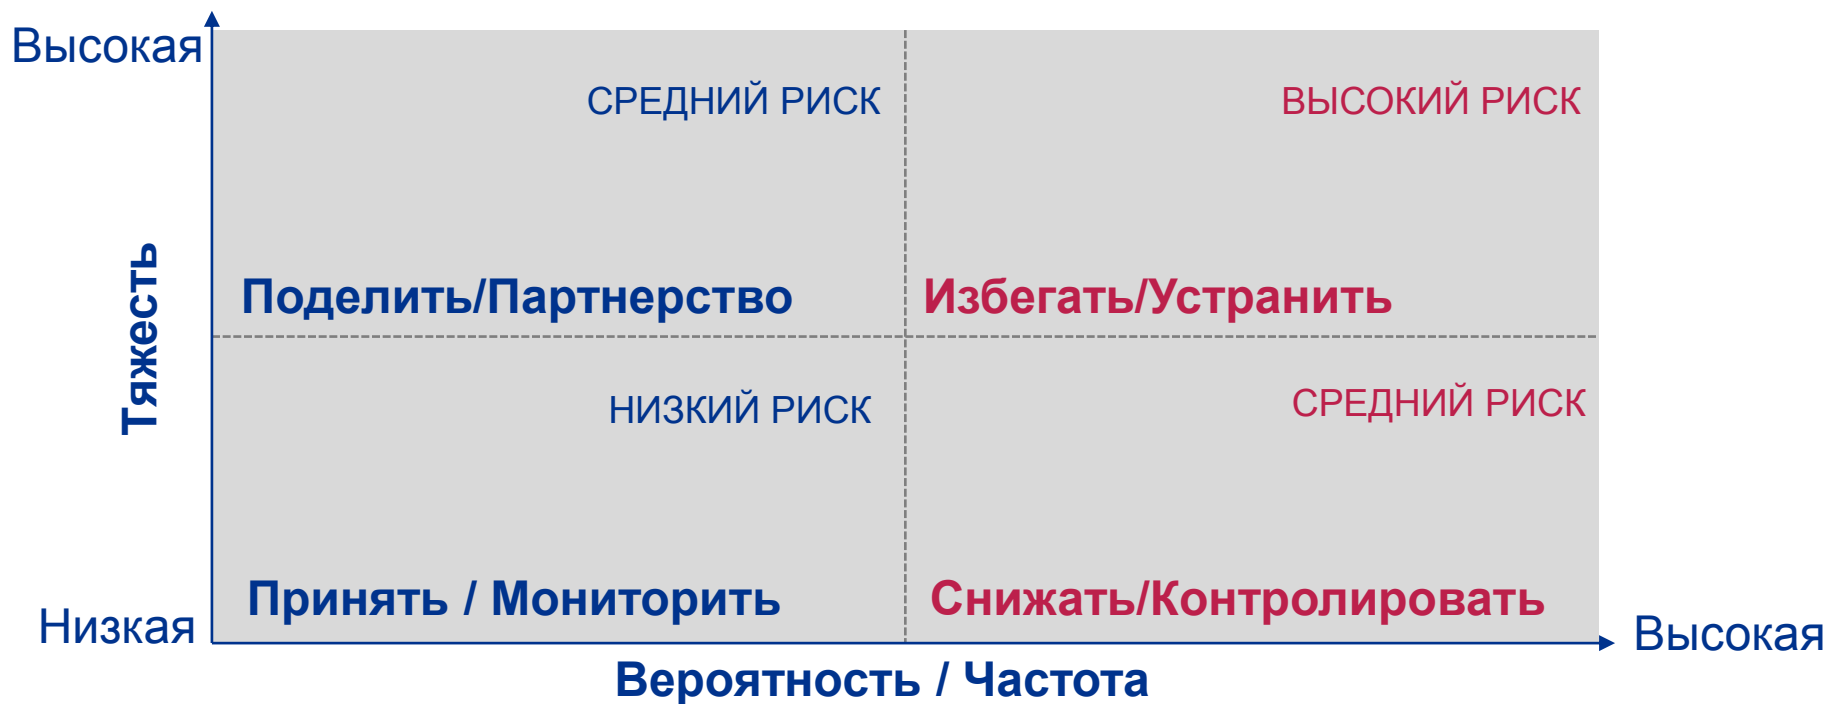 Высокая
СРЕДНИЙ РИСК
ВЫСОКИЙ РИСК
Тяжесть
Поделить/Партнерство
Избегать/Устранить
НИЗКИЙ РИСК
СРЕДНИЙ РИСК
Принять / Мониторить
Снижать/Контролировать
Низкая
Высокая
Вероятность / Частота